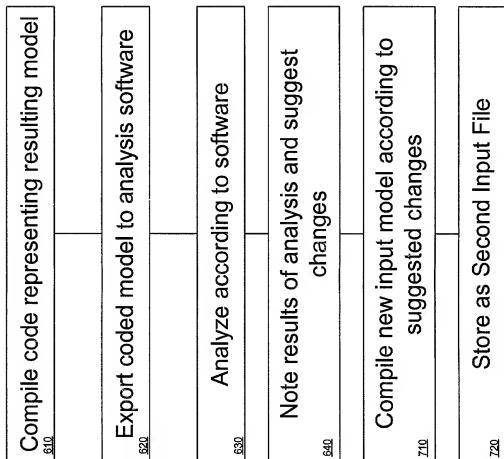 Compile code representing resulting model
610
Export coded model to analysis software
620
Analyze according to software
630
Note results of analysis and suggest
changes
640
Compile new input model according to
suggested changes
710
Store as Second Input File
720